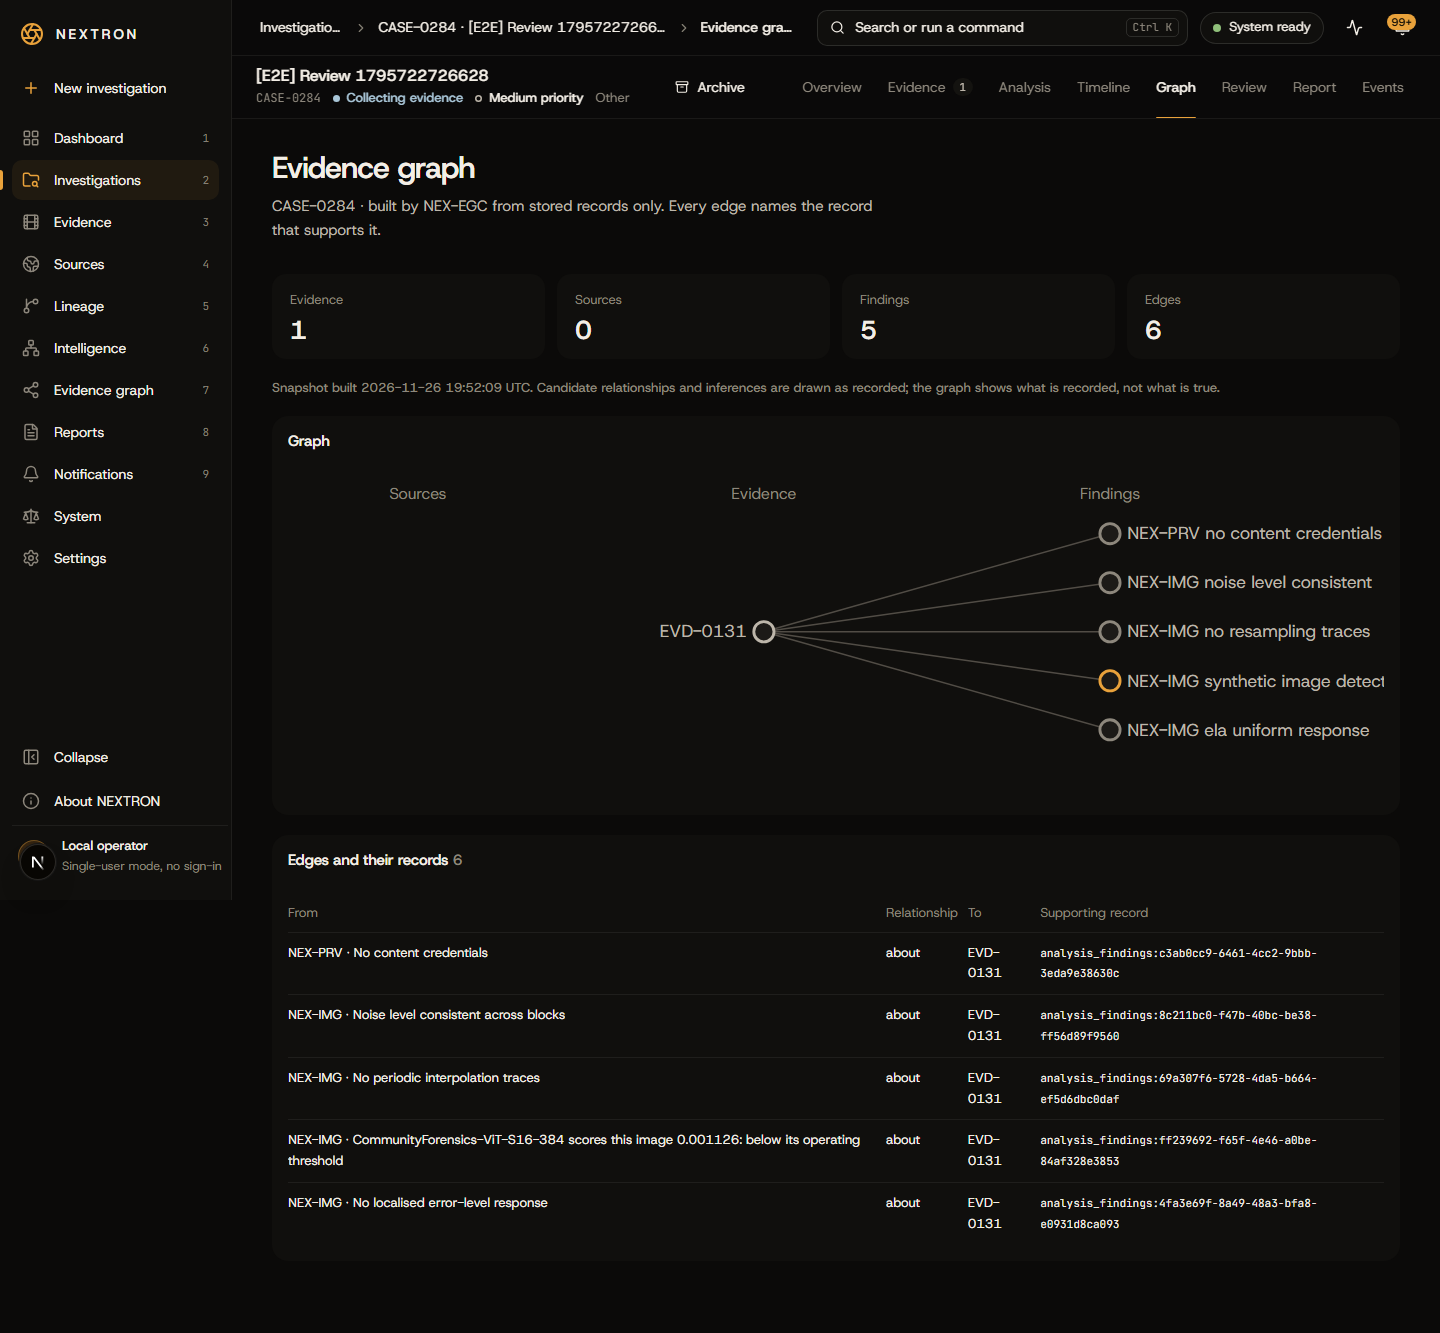 NEXTRON
New investigation
Dashboard 1
Investigations 2
Evidence 3
Sources 4
Lineage 5
Intelligence 6
Evidence graph 7
Reports 8
Notifications 9
System
Settings
Collapse
About NEXTRON
N
Local operator
Single-user mode, no sign-in
Investigatio... > CASE-0284 · [E2E] Review 17957227266... > Evidence gra...
Search or run a command Ctrl K
System ready
99+
[E2E] Review 1795722726628
CASE-0284 Collecting evidence Medium priority Other
Archive
Overview Evidence 1 Analysis Timeline Graph Review Report Events
Evidence graph
CASE-0284 · built by NEX-EGC from stored records only. Every edge names the record
that supports it.
Evidence
1
Sources
0
Findings
5
Edges
6
Snapshot built 2026-11-26 19:52:09 UTC. Candidate relationships and inferences are drawn as recorded; the graph shows what is recorded, not what is true.
Graph
Sources Evidence Findings
NEX-PRV no content credentials
NEX-IMG noise level consistent
EVD-0131 NEX-IMG no resampling traces
NEX-IMG synthetic image detect
NEX-IMG ela uniform response
Edges and their records 6
From Relationship To Supporting record
NEX-PRV · No content credentials about EVD- analysis_findings:c3ab0cc9-6461-4cc2-9bbb-
0131 3eda9e38630c
NEX-IMG · Noise level consistent across blocks about EVD- analysis_findings:8c211bc0-f47b-40bc-be38-
0131 ff56d89f9560
NEX-IMG · No periodic interpolation traces about EVD- analysis_findings:69a307f6-5728-4da5-b664-
0131 ef5d6dbc0daf
NEX-IMG · CommunityForensics-ViT-S16-384 scores this image 0.001126: below its operating about EVD- analysis_findings:ff239692-f65f-4e46-a0be-
threshold 0131 84af328e3853
NEX-IMG · No localised error-level response about EVD- analysis_findings:4fa3e69f-8a49-48a3-bfa8-
0131 e0931d8ca093